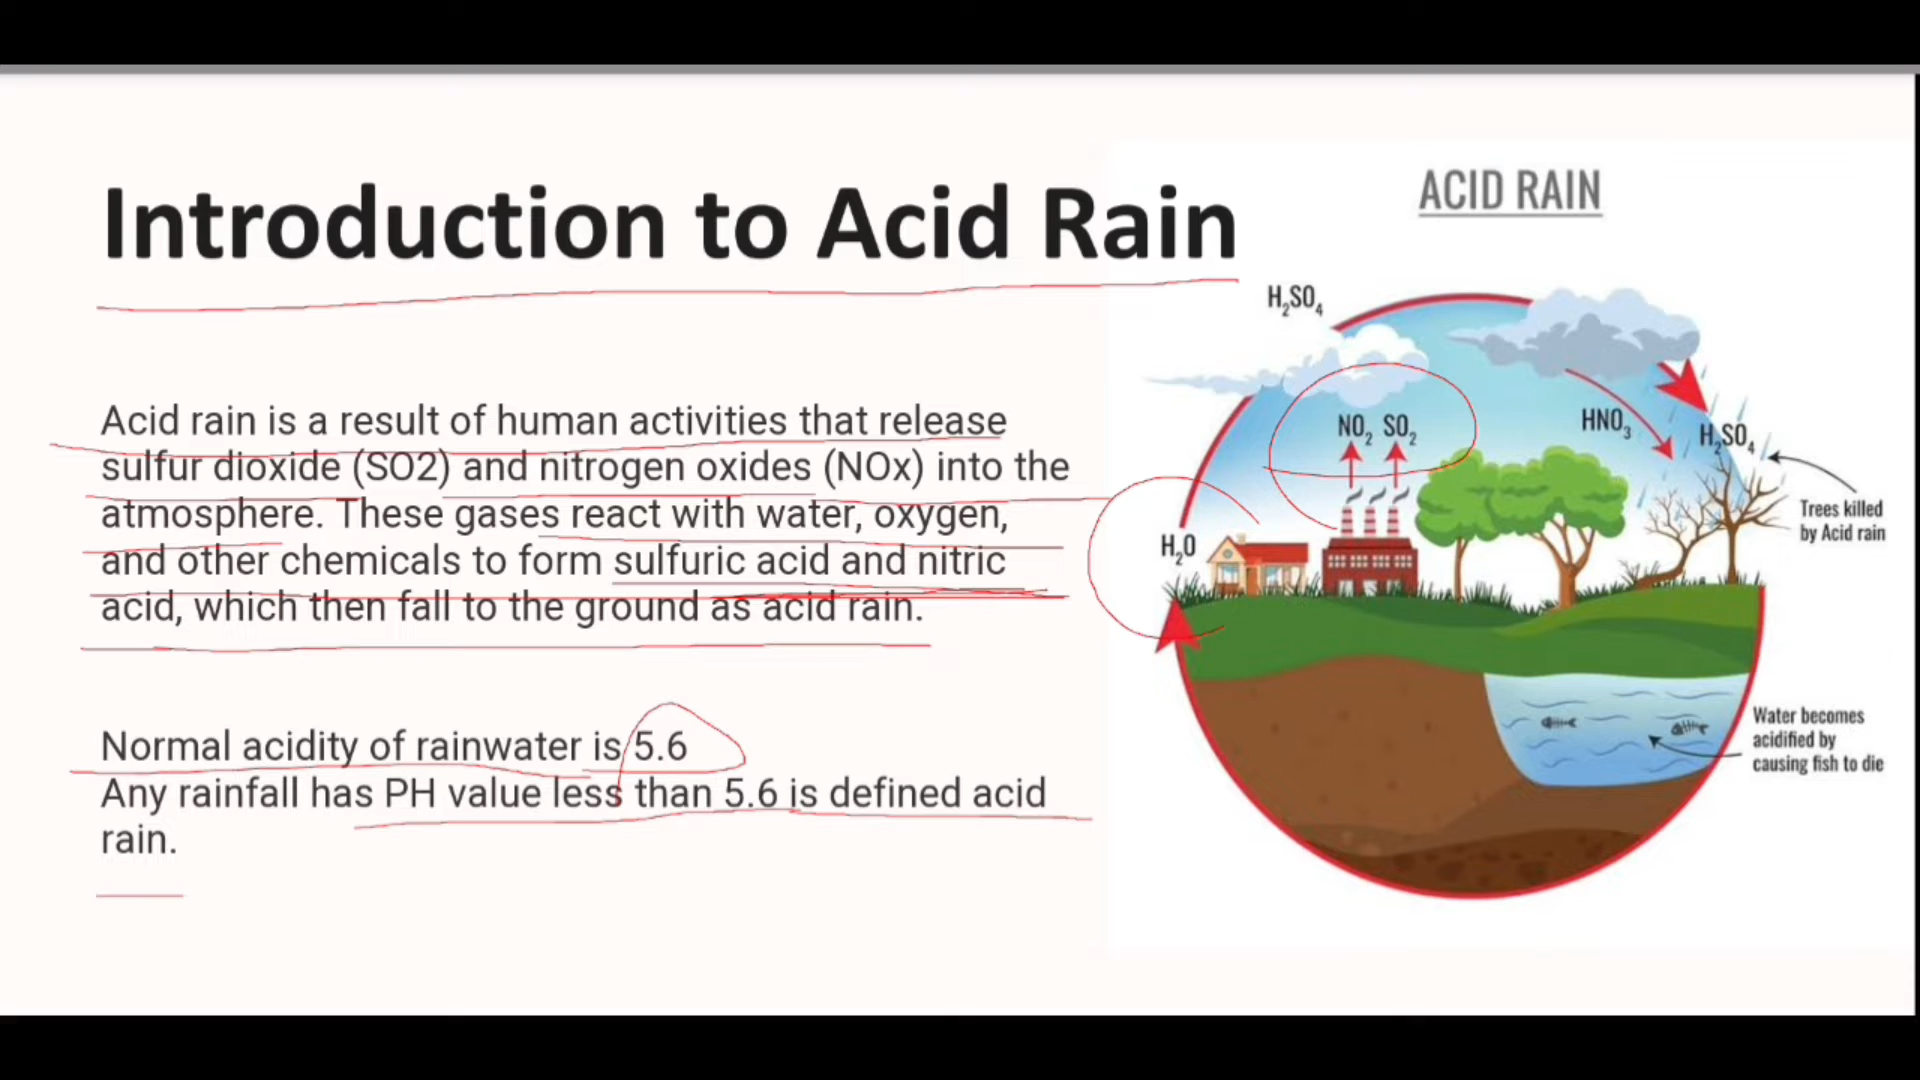 Introduction to Acid Rain
Acid rain is a result of human activities that release
sulfur dioxide (SO2) and nitrogen oxides (NOx) into the
atmosphere. These gases react with water, oxygen,
and other chemicals to form sulfuric acid and nitric
acid, which then fall to the ground as acid rain.
Normal acidity of rainwater is 5.6
Any rainfall has PH value less than 5.6 is defined acid
rain.
ACID RAIN
H₂SO₄
NO₂ SO₂
HNO₃
H₂SO₄
Trees killed
by Acid rain
H₂O
Water becomes
acidified by
causing fish to die